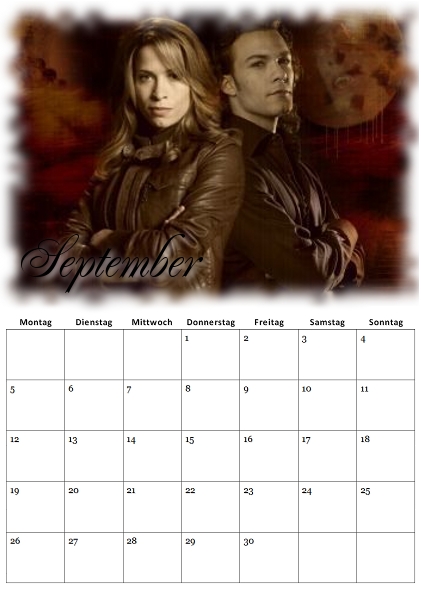 September
Montag Dienstag Mittwoch Donnerstag Freitag Samstag Sonntag
1 2 3 4
5 6 7 8 9 10 11
12 13 14 15 16 17 18
19 20 21 22 23 24 25
26 27 28 29 30